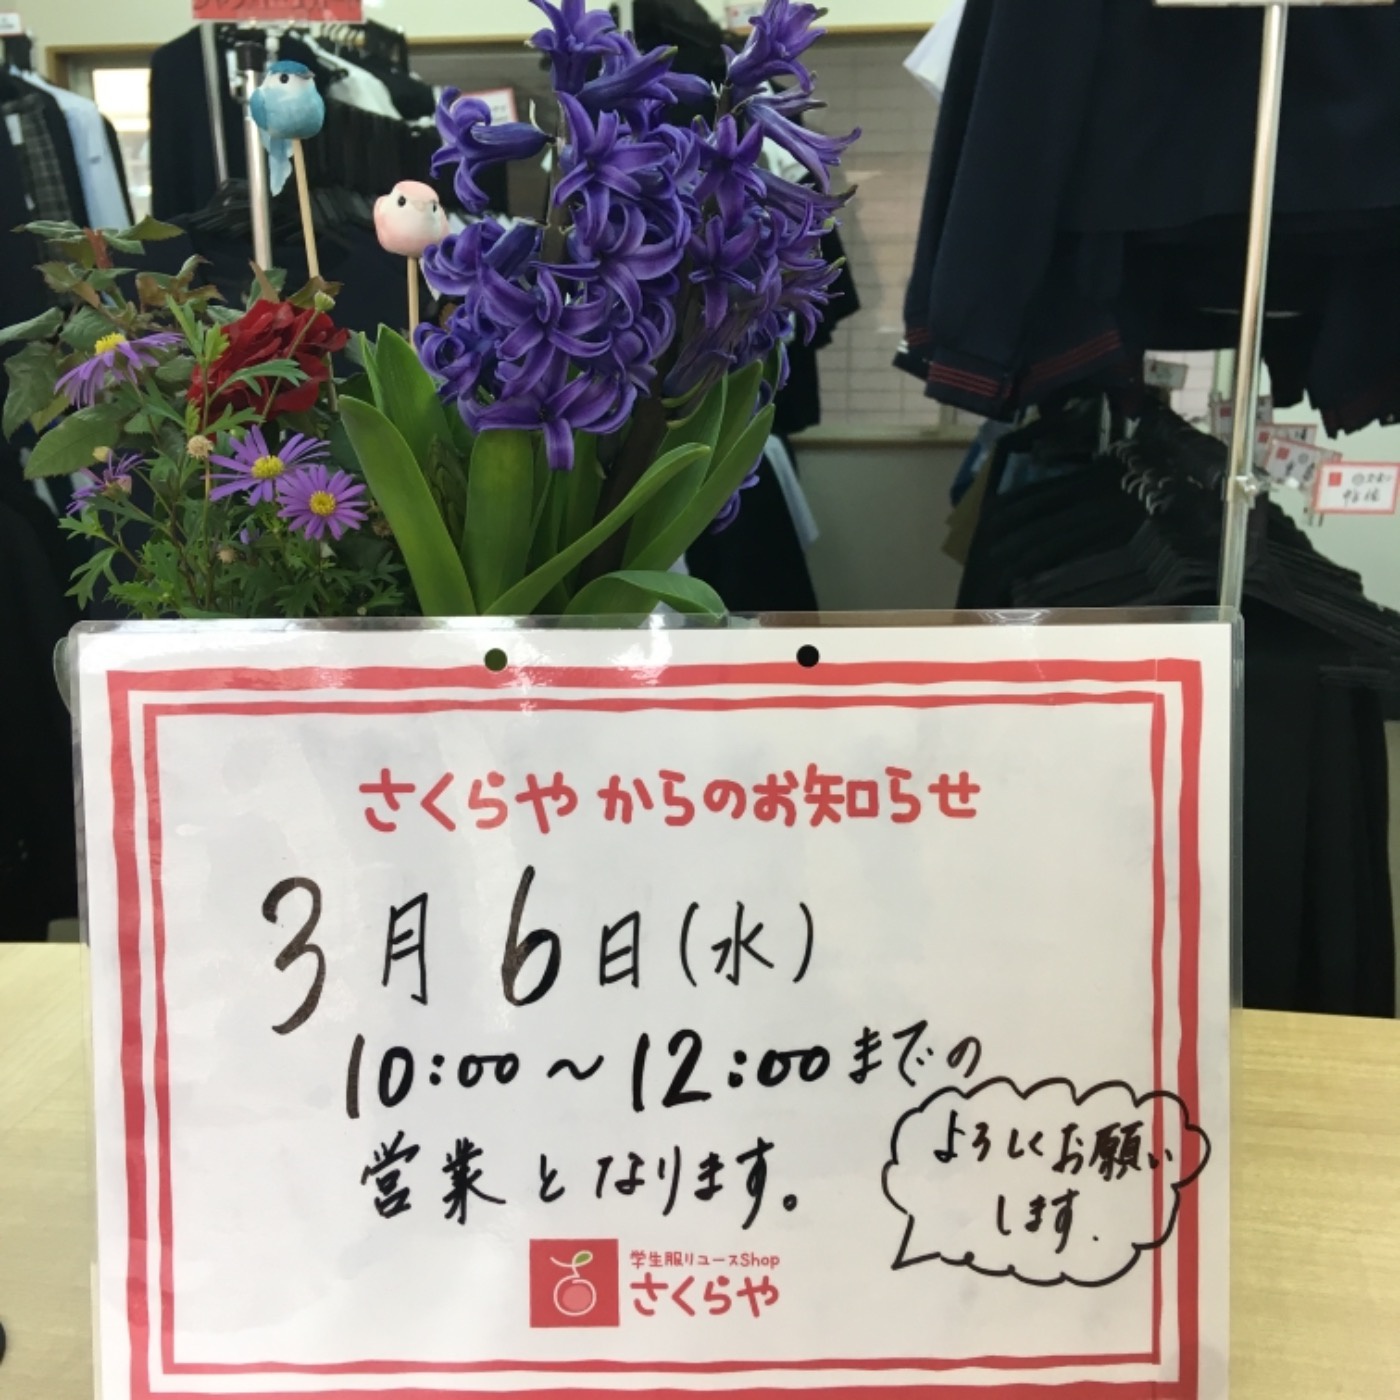 さくらやからのお知らせ
3月6日(水)
10:00～12:00までの
営業となります。
よろしくお願い
します.
学生服リユースShop
さくらや